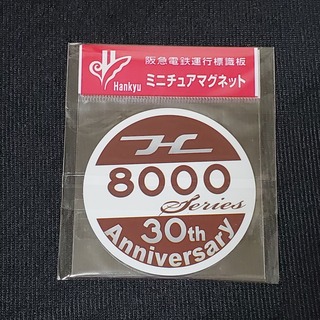 阪急電鉄運行標識板
Hankyu
ミニチュアマグネット
H
8000
Series
30th
Anniversary